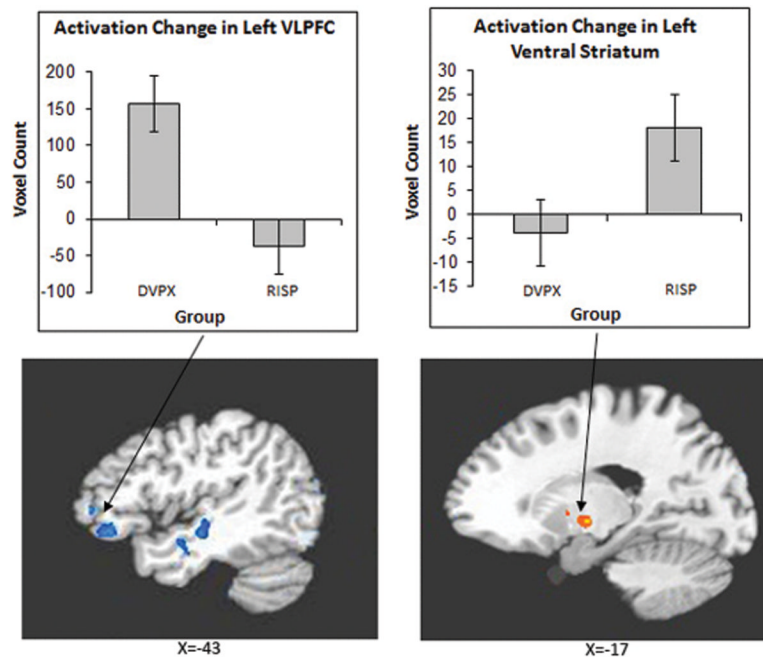 Activation Change in Left VLPFC
200
150
100
50
0
-50
-100
Voxel Count
DVPX
RISP
Group
Activation Change in Left
Ventral Striatum
30
25
20
15
10
5
0
-5
-10
-15
Voxel Count
DVPX
RISP
Group
X=-43
X=-17